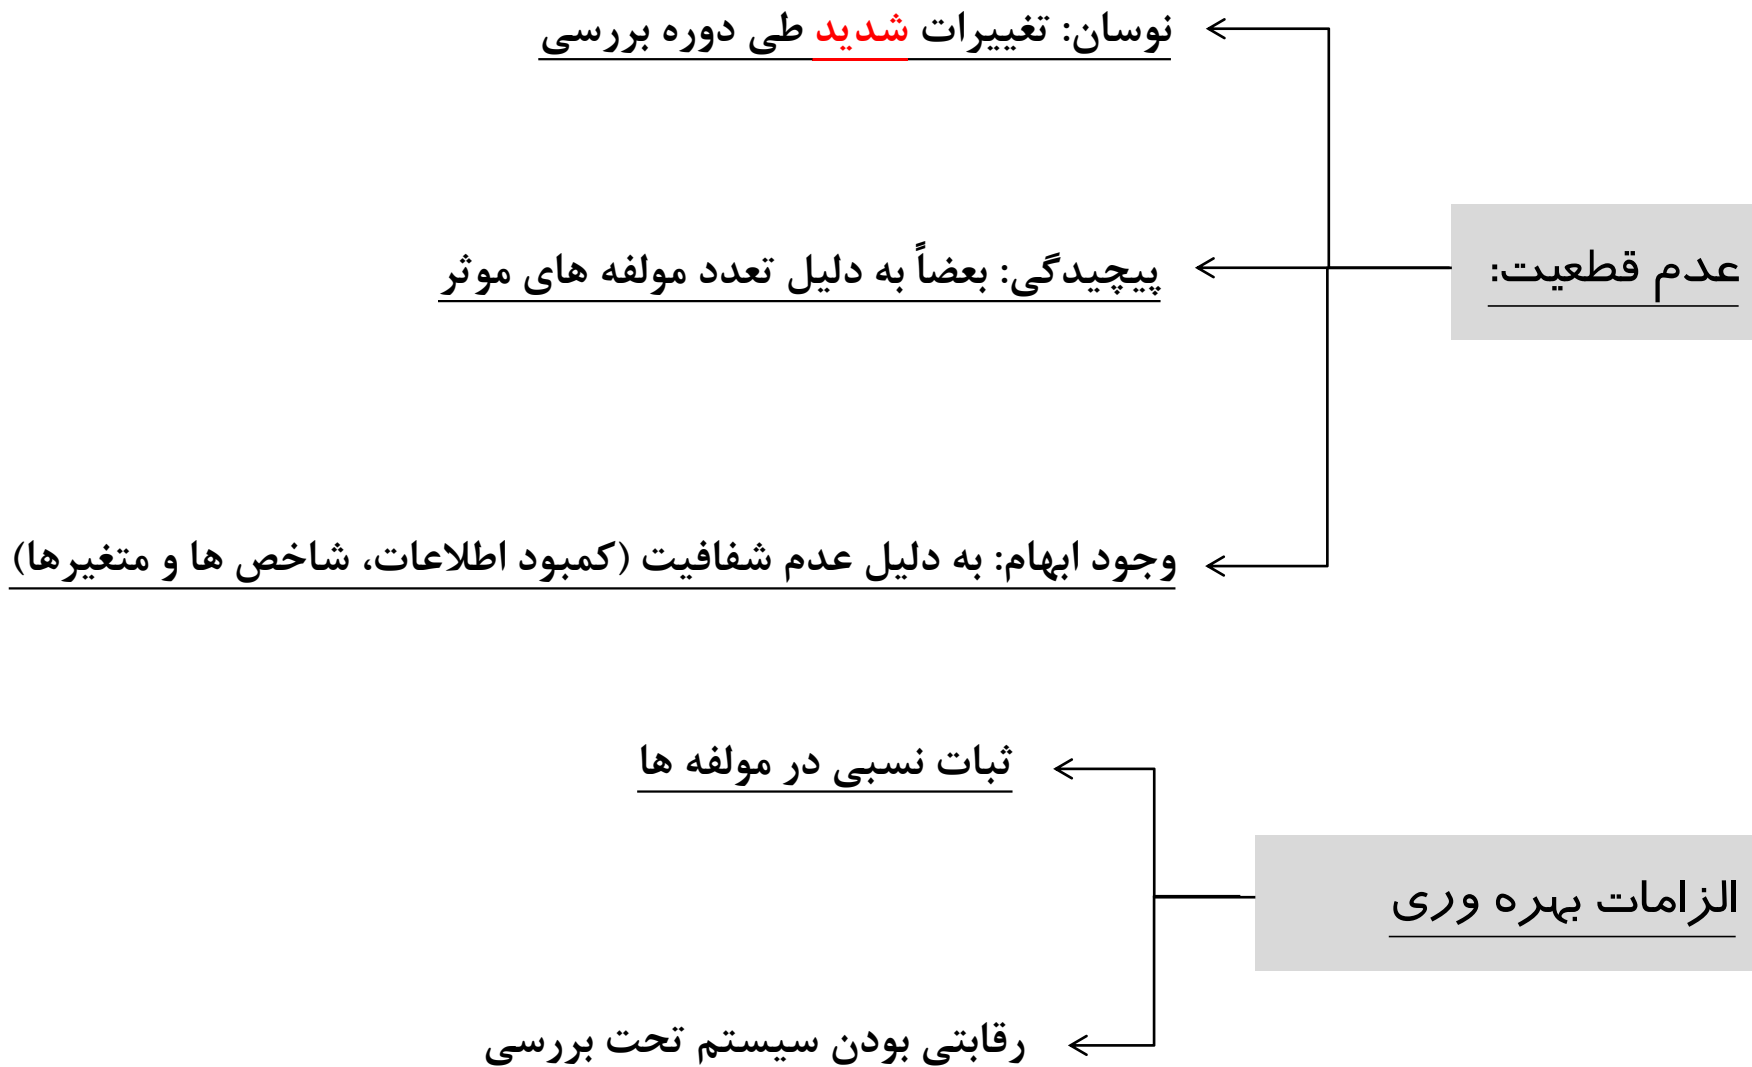 عدم قطعیت:
نوسان: تغییرات شدید طی دوره بررسی
پیچیدگی: بعضاً به دلیل تعدد مولفه های موثر
وجود ابهام: به دلیل عدم شفافیت (کمبود اطلاعات، شاخص ها و متغیرها)
الزامات بهره وری
ثبات نسبی در مولفه ها
رقابتی بودن سیستم تحت بررسی